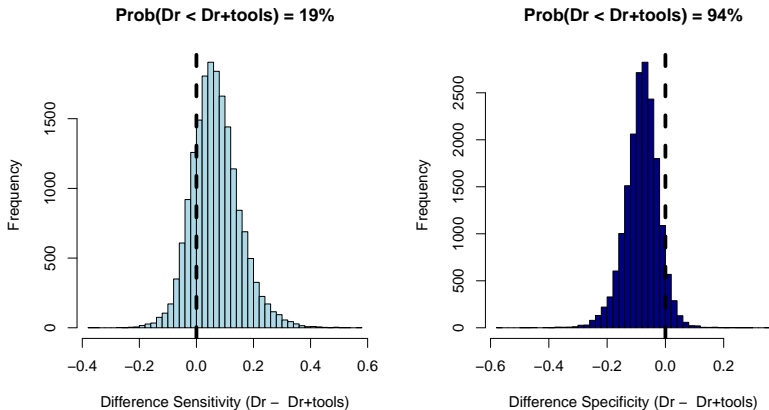 Prob(Dr < Dr+tools) = 19%
Frequency
1500
1000
500
0
−0.4 −0.2 0.0 0.2 0.4 0.6
Difference Sensitivity (Dr − Dr+tools)
Prob(Dr < Dr+tools) = 94%
Frequency
2500
2000
1500
1000
500
0
−0.6 −0.4 −0.2 0.0 0.2
Difference Specificity (Dr − Dr+tools)